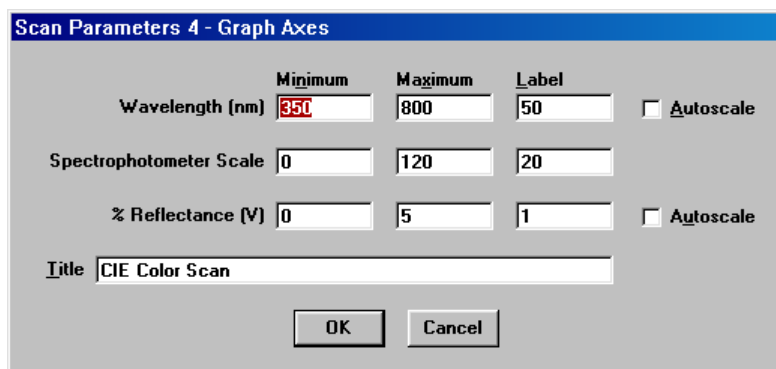 Scan Parameters 4 - Graph Axes
Minimum Maximum Label
Wavelength (nm) 350 800 50 Autoscale
Spectrophotometer Scale 0 120 20
% Reflectance (V) 0 5 1 Autoscale
Title CIE Color Scan
OK Cancel